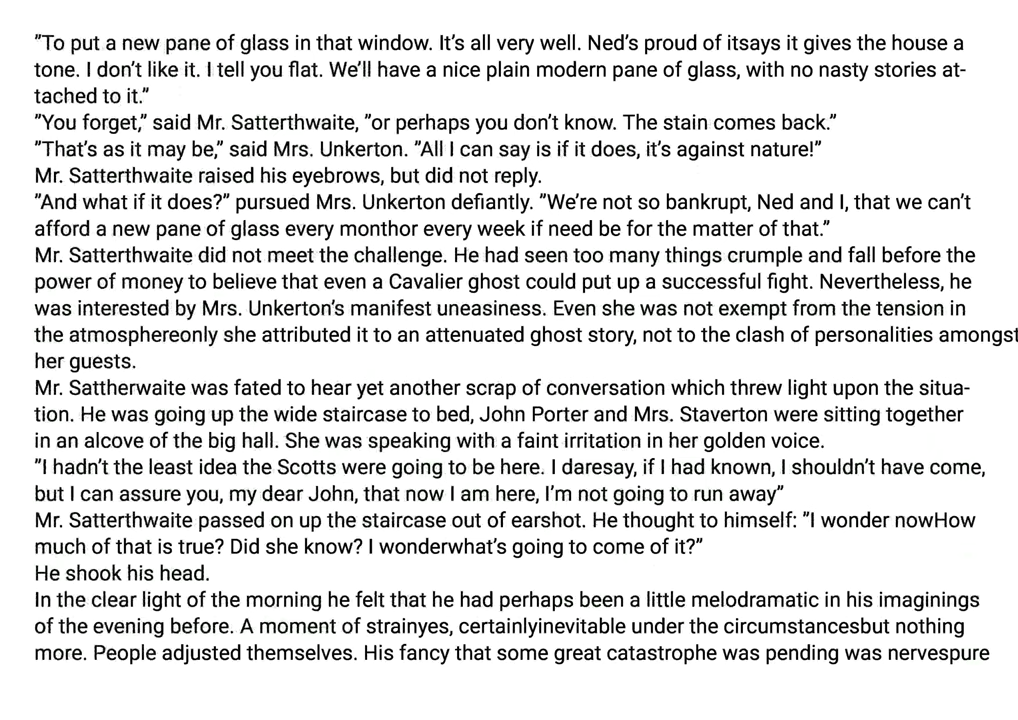 "To put a new pane of glass in that window. It's all very well. Ned's proud of itsays it gives the house a
tone. I don't like it. I tell you flat. We'll have a nice plain modern pane of glass, with no nasty stories at-
tached to it."
"You forget," said Mr. Satterthwaite, "or perhaps you don't know. The stain comes back."
"That's as it may be," said Mrs. Unkerton. "All I can say is if it does, it's against nature!"
Mr. Satterthwaite raised his eyebrows, but did not reply.
"And what if it does?" pursued Mrs. Unkerton defiantly. "We're not so bankrupt, Ned and I, that we can't
afford a new pane of glass every monthor every week if need be for the matter of that."
Mr. Satterthwaite did not meet the challenge. He had seen too many things crumple and fall before the
power of money to believe that even a Cavalier ghost could put up a successful fight. Nevertheless, he
was interested by Mrs. Unkerton's manifest uneasiness. Even she was not exempt from the tension in
the atmosphereonly she attributed it to an attenuated ghost story, not to the clash of personalities amongst
her guests.
Mr. Sattherwaite was fated to hear yet another scrap of conversation which threw light upon the situa-
tion. He was going up the wide staircase to bed, John Porter and Mrs. Staverton were sitting together
in an alcove of the big hall. She was speaking with a faint irritation in her golden voice.
"I hadn't the least idea the Scotts were going to be here. I daresay, if I had known, I shouldn't have come,
but I can assure you, my dear John, that now I am here, I'm not going to run away"
Mr. Satterthwaite passed on up the staircase out of earshot. He thought to himself: "I wonder nowHow
much of that is true? Did she know? I wonderwhat's going to come of it?"
He shook his head.
In the clear light of the morning he felt that he had perhaps been a little melodramatic in his imaginings
of the evening before. A moment of strainyes, certainlyinevitable under the circumstancesbut nothing
more. People adjusted themselves. His fancy that some great catastrophe was pending was nervespure